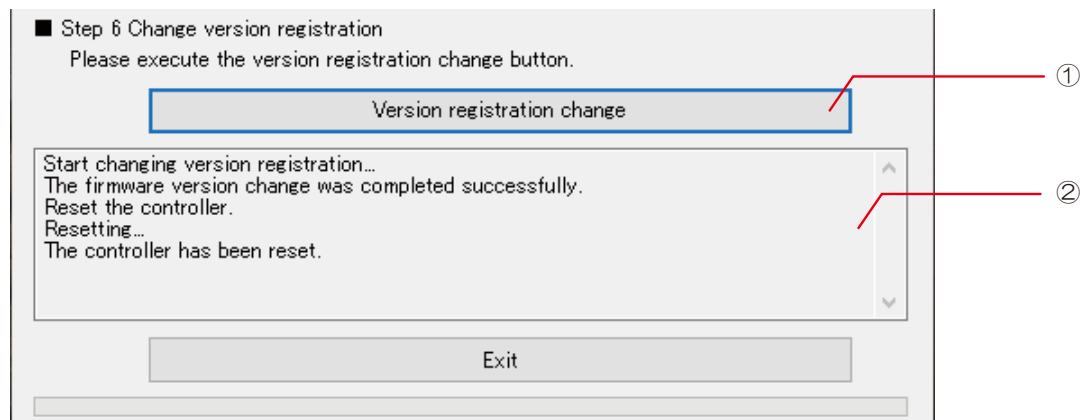 ■ Step 6 Change version registration
Please execute the version registration change button.
①
Version registration change
Start changing version registration...
The firmware version change was completed successfully.
②
Reset the controller.
Resetting...
The controller has been reset.
Exit